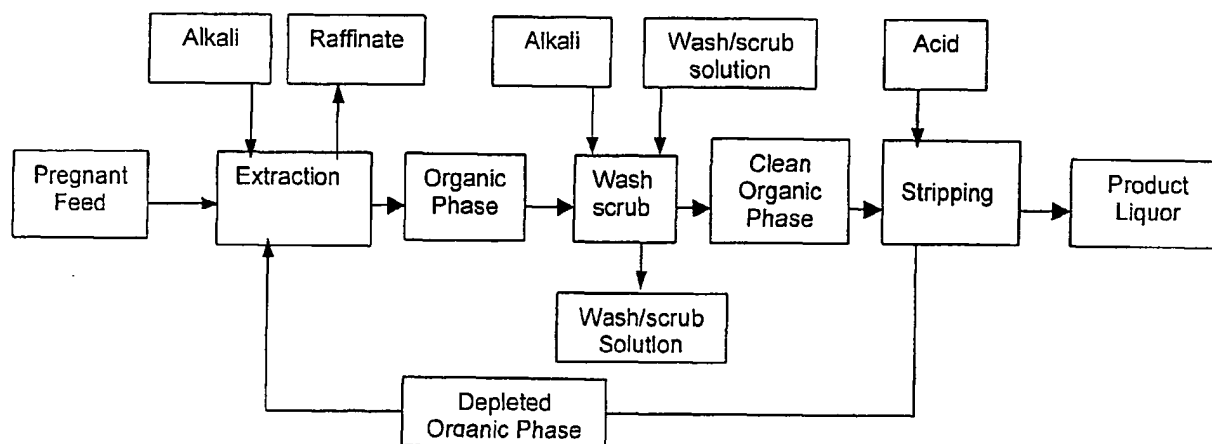 Alkali
Raffinate
Alkali
Wash/scrub
solution
Acid
Pregnant
Feed
Extraction
Organic
Phase
Wash
scrub
Clean
Organic
Phase
Stripping
Product
Liquor
Wash/scrub
Solution
Depleted
Organic Phase